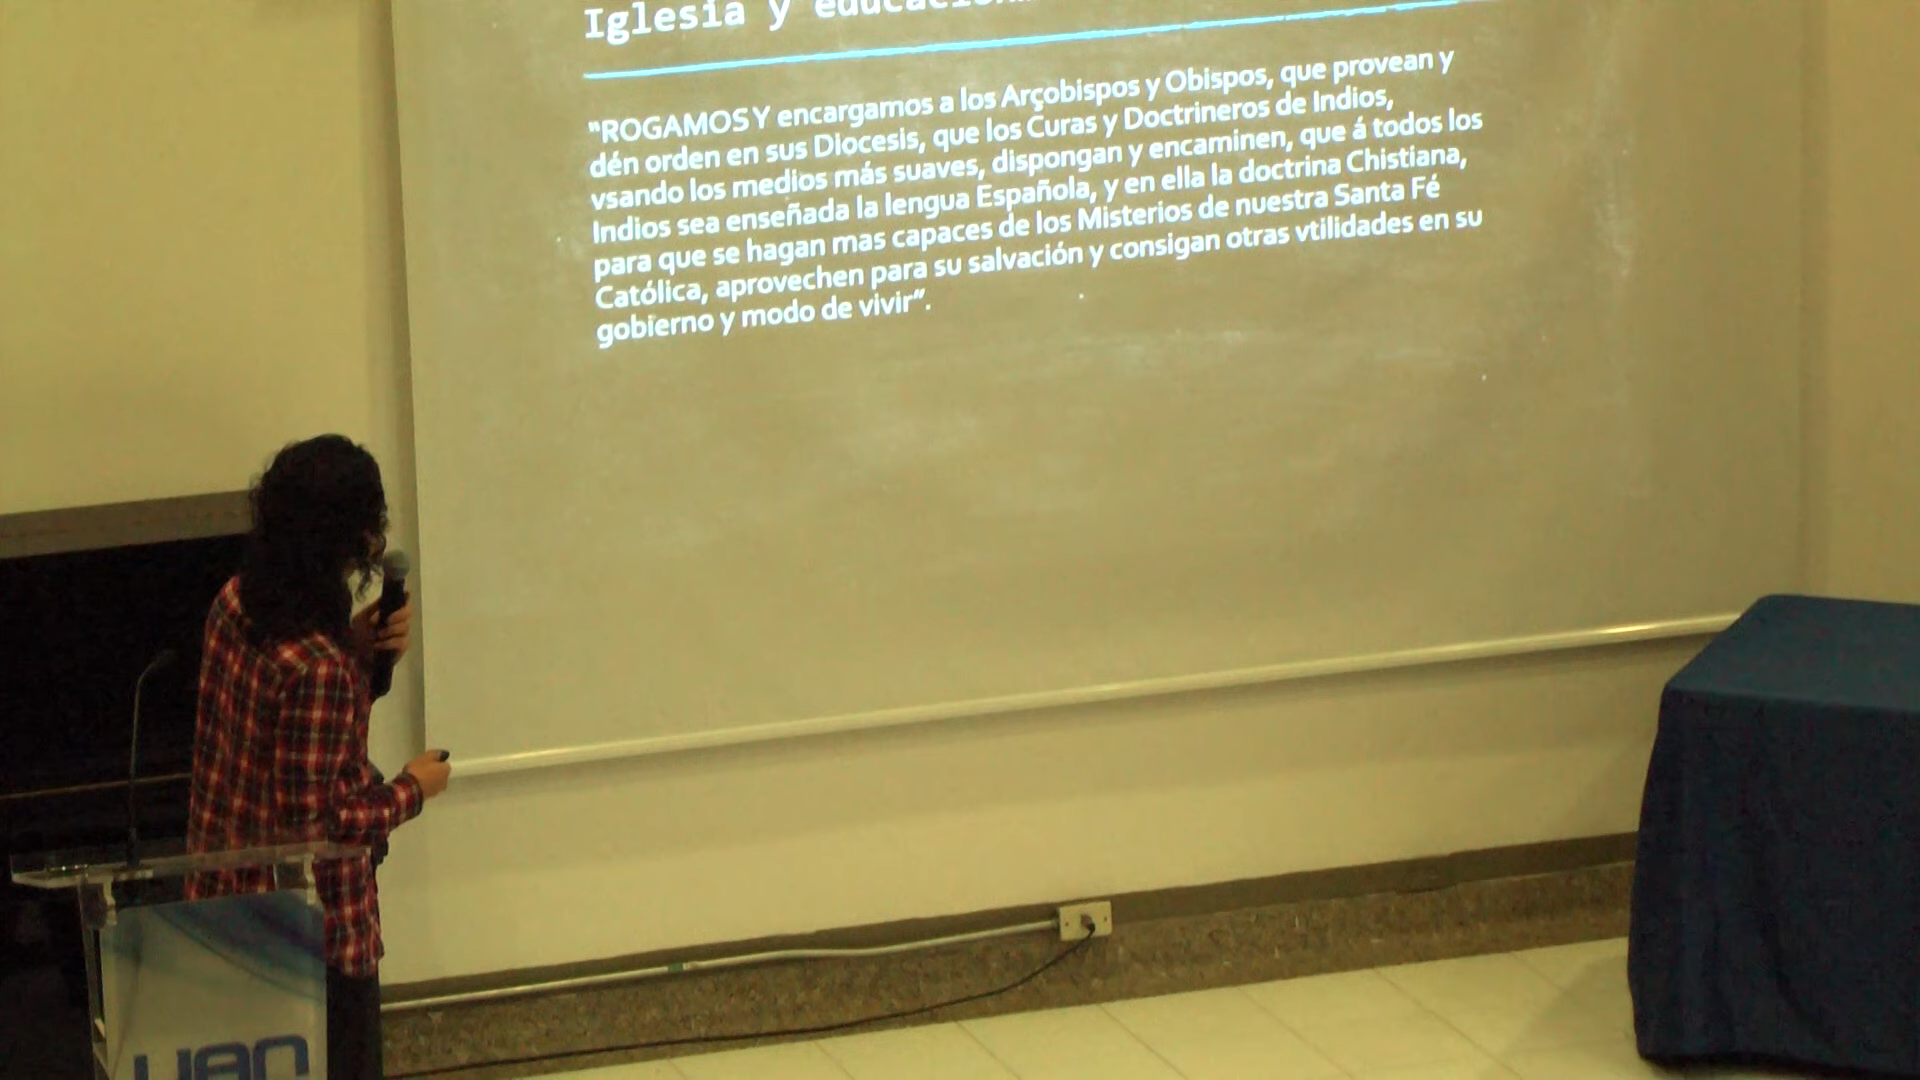 Iglesia y educación
"ROGAMOS Y encargamos a los Arçobispos y Obispos, que provean y
dén orden en sus Diocesis, que los Curas y Doctrineros de Indios,
vsando los medios más suaves, dispongan y encaminen, que á todos los
Indios sea enseñada la lengua Española, y en ella la doctrina Chistiana,
para que se hagan mas capaces de los Misterios de nuestra Santa Fé
Católica, aprovechen para su salvación y consigan otras vtilidades en su
gobierno y modo de vivir".
UAN